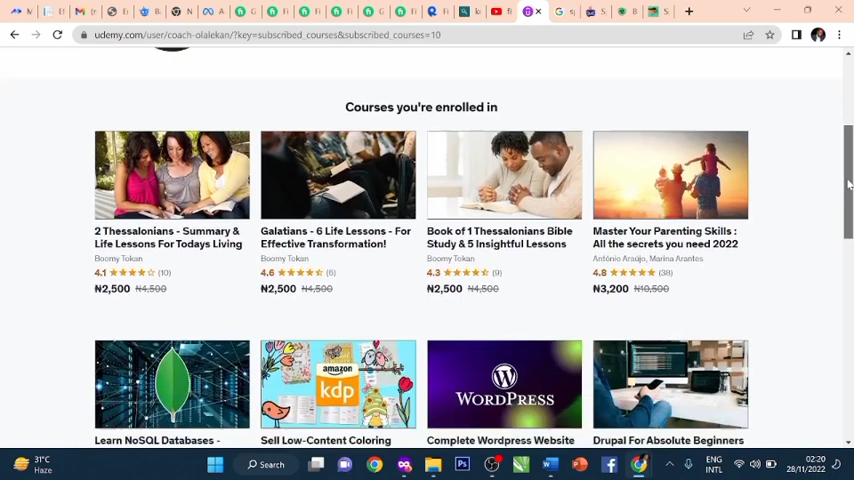 udemy.com/user/coach-olalekan/?key=subscribed_courses&subscribed_courses=10
Courses you're enrolled in
2 Thessalonians - Summary & Life Lessons For Todays Living
Boomy Tokan
4.1 (10)
₦2,500 ₦4,500
Galatians - 6 Life Lessons - For Effective Transformation!
Boomy Tokan
4.6 (6)
₦2,500 ₦4,500
Book of 1 Thessalonians Bible Study & 5 Insightful Lessons
Boomy Tokan
4.3 (9)
₦2,500 ₦4,500
Master Your Parenting Skills : All the secrets you need 2022
António Araújo, Marina Arantes
4.8 (38)
₦3,200 ₦10,500
amazon
kdp
WORDPRESS
Learn NoSQL Databases -
Sell Low-Content Coloring
Complete Wordpress Website
Drupal For Absolute Beginners
31°C
Haze
Search
ENG
INTL
02:20
28/11/2022